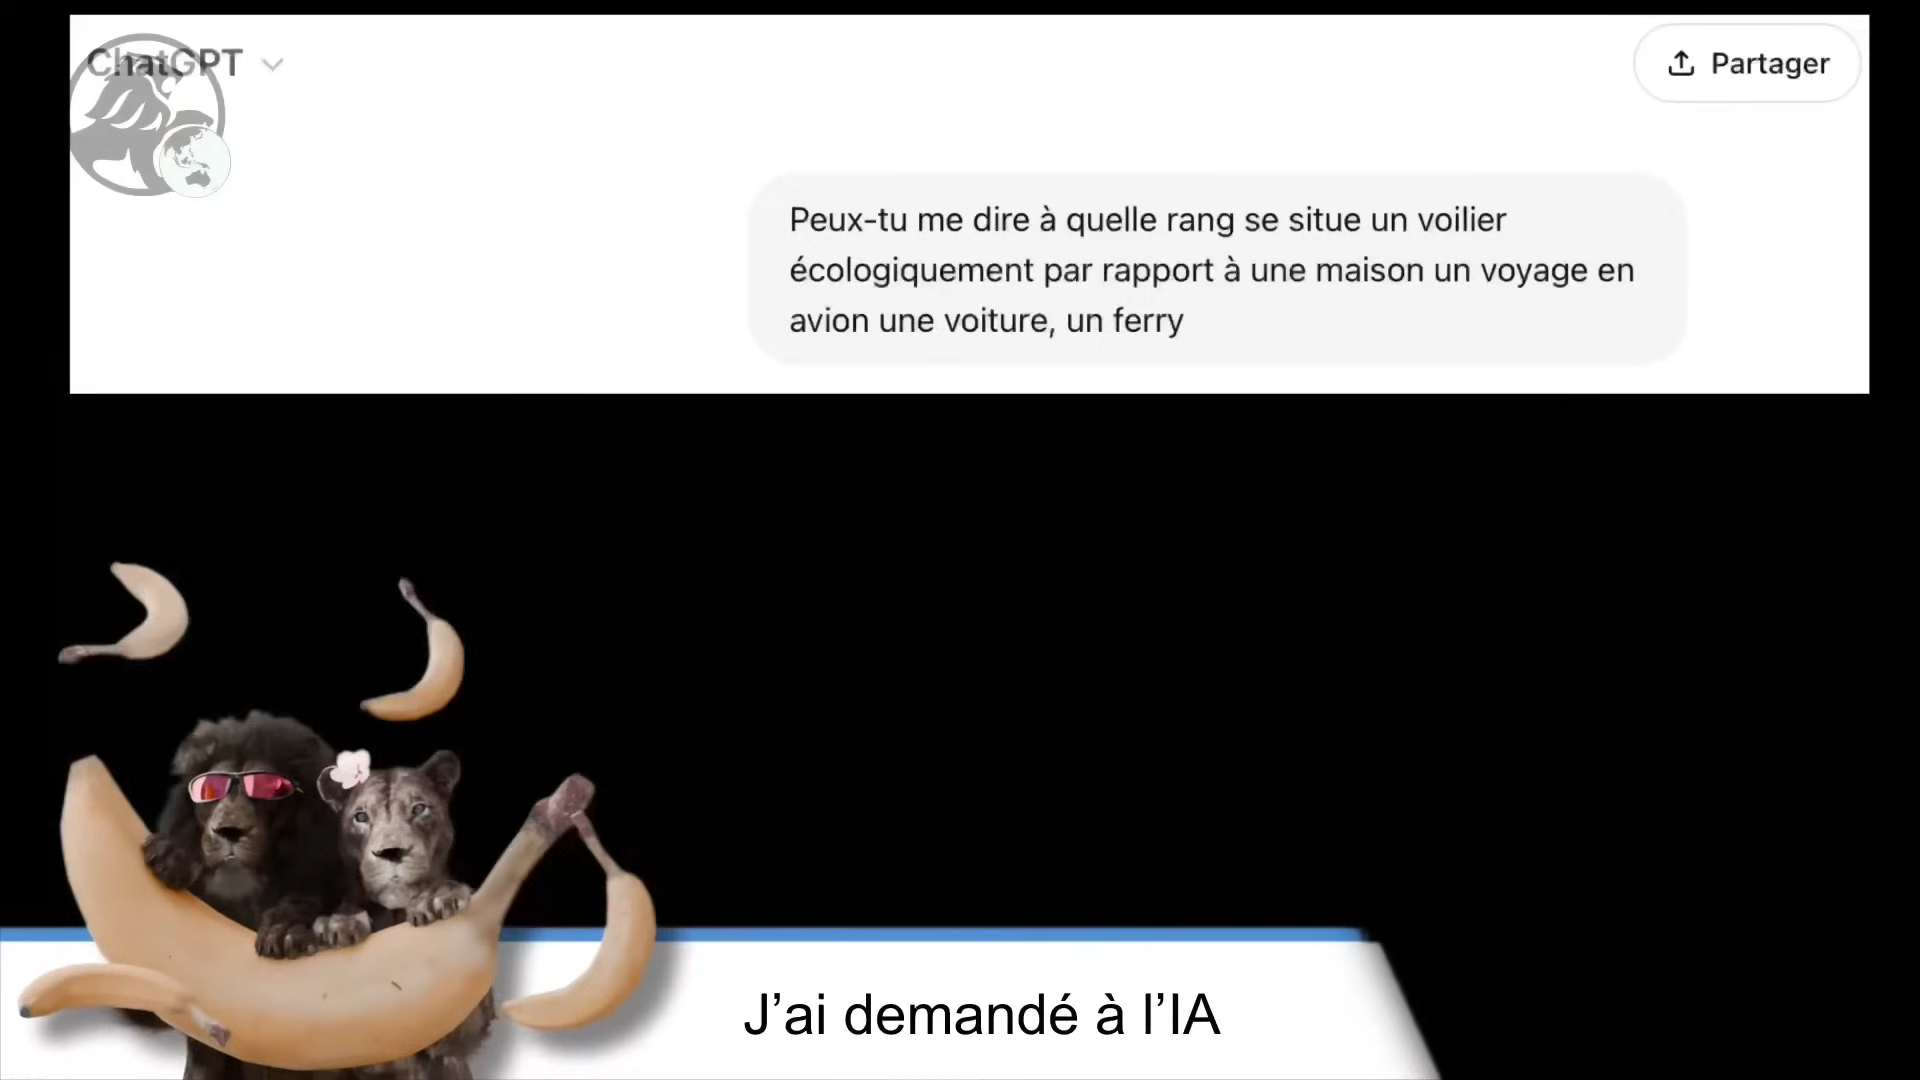 ChatGPT
Partager
Peux-tu me dire à quelle rang se situe un voilier
écologiquement par rapport à une maison un voyage en
avion une voiture, un ferry
J’ai demandé à l’IA